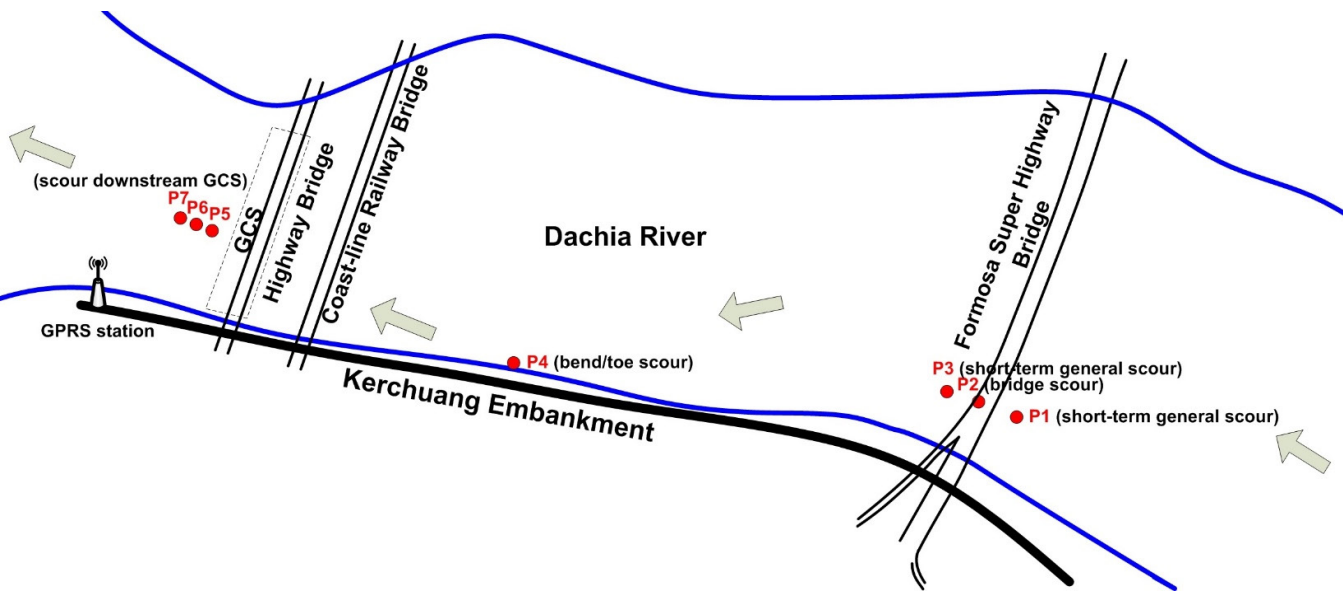 (scour downstream GCS)
P7
P6
P5
GCS
Highway Bridge
Coast-line Railway Bridge
Dachia River
Formosa Super Highway
Bridge
GPRS station
P4 (bend/toe scour)
Kerchuang Embankment
P3 (short-term general scour)
P2 (bridge scour)
P1 (short-term general scour)